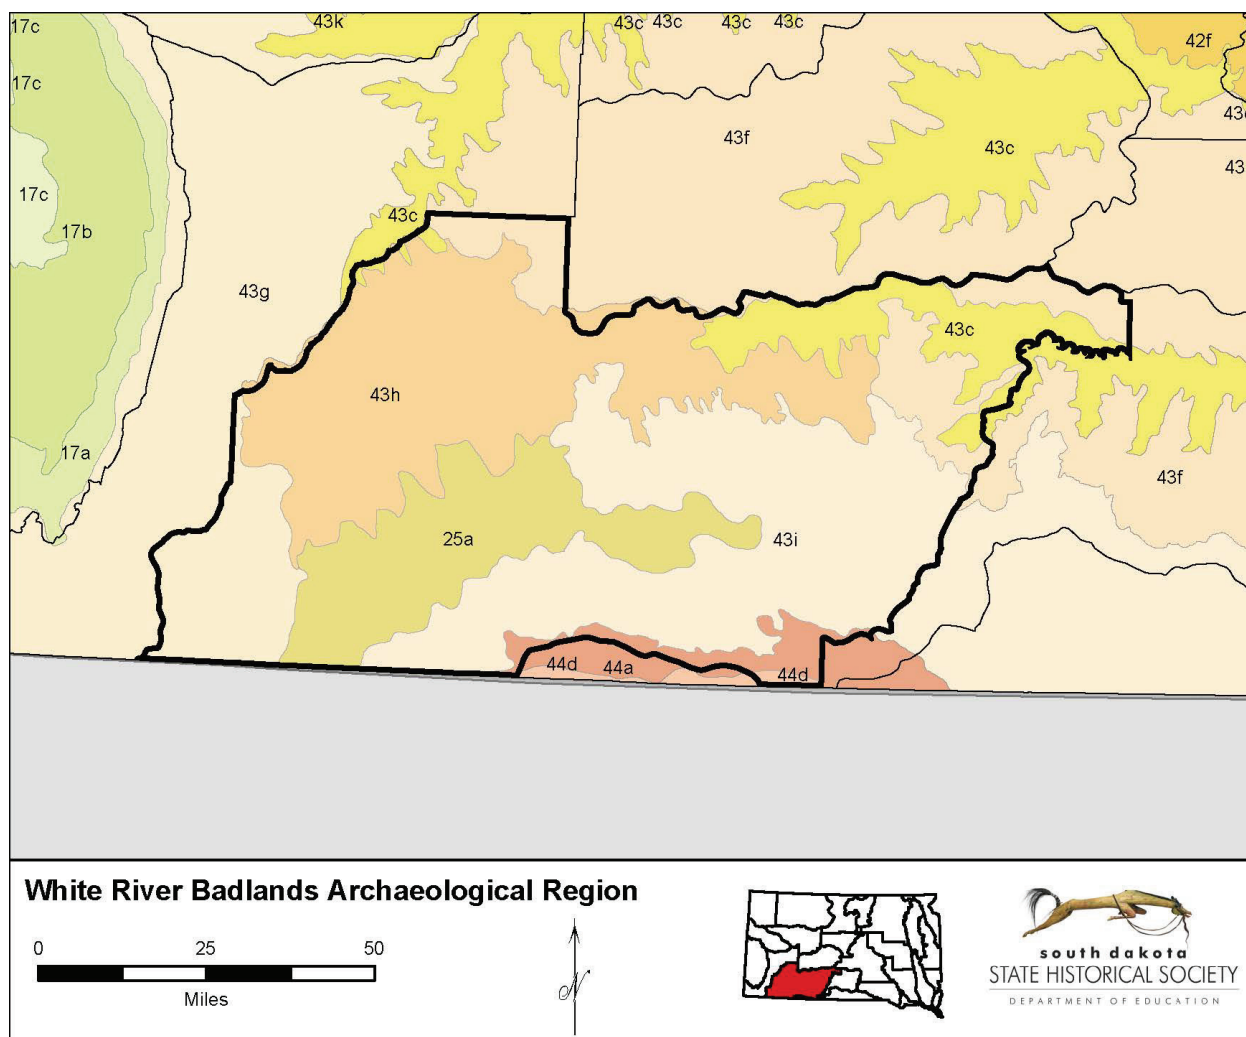 17c
43k
43c
43c
43c
43c
42f
17c
43f
43c
17c
43c
17b
43g
43c
43h
17a
43f
25a
43i
44d
44a
44d
White River Badlands Archaeological Region
0 25 50
Miles
N
south dakota
STATE HISTORICAL SOCIETY
DEPARTMENT OF EDUCATION